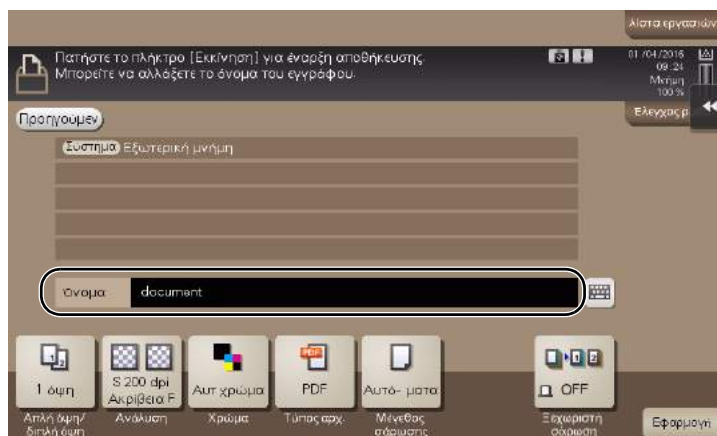 Λίστα εργασιών
Πατήστε το πλήκτρο [Εκκίνηση] για έναρξη αποθήκευσης.
Μπορείτε να αλλάξετε το όνομα του εγγράφου.
01/04/2016
09:24
Μνήμη
100 %
Έλεγχος ρ
Προηγούμεν
Σύστημα Εξωτερική μνήμη
Όνομα document
1 όψη
S 200 dpi
Ακρίβεια F
Αυτ χρώμα
PDF
Αυτό- ματα
OFF
Απλή όψη/
διπλή όψη
Ανάλυση
Χρώμα
Τύπος αρχ.
Μέγεθος
σάρωσης
Ξεχωριστή
σάρωση
Εφαρμογή